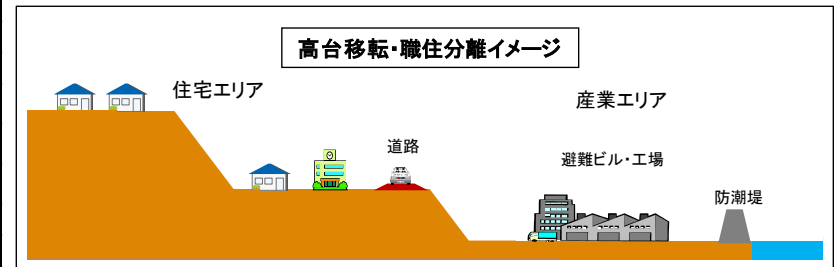 高台移転・職住分離イメージ
住宅エリア
産業エリア
道路
避難ビル・工場
防潮堤